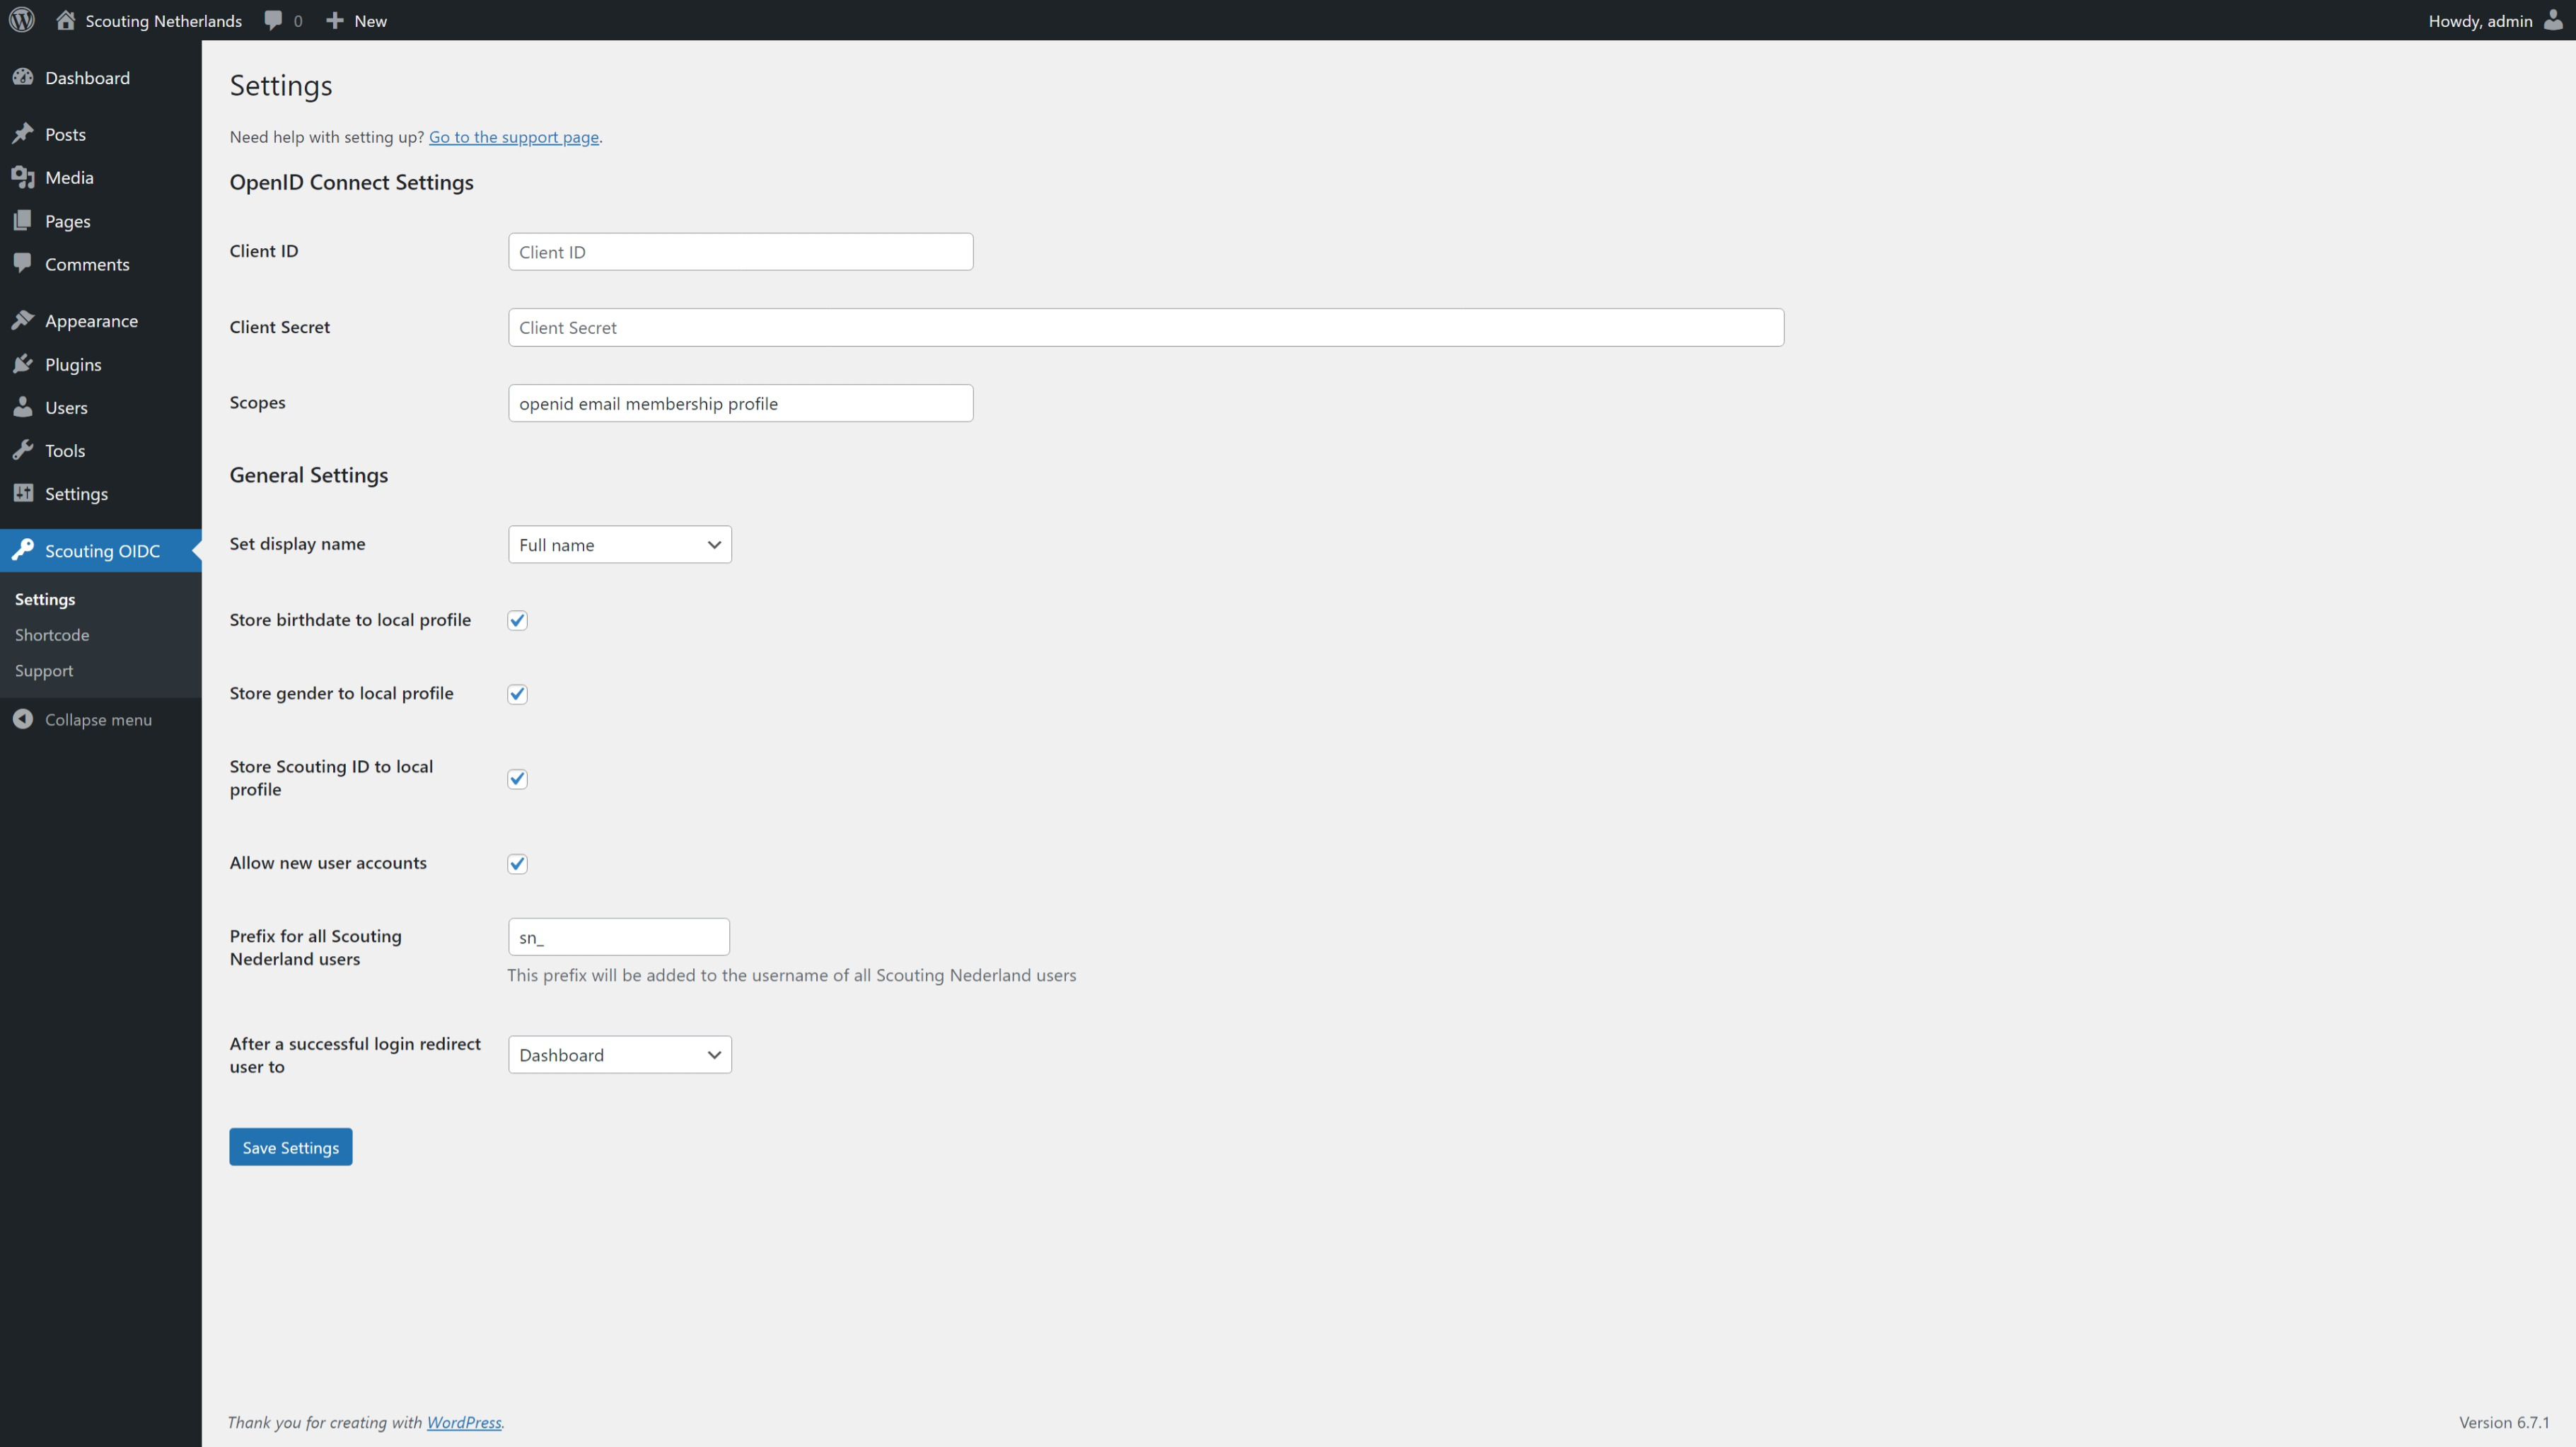 Scouting Netherlands 0 New Howdy, admin
Dashboard
Posts
Media
Pages
Comments
Appearance
Plugins
Users
Tools
Settings
Scouting OIDC
Settings
Shortcode
Support
Collapse menu
Settings
Need help with setting up? Go to the support page.
OpenID Connect Settings
Client ID Client ID
Client Secret Client Secret
Scopes openid email membership profile
General Settings
Set display name Full name
Store birthdate to local profile
Store gender to local profile
Store Scouting ID to local
profile
Allow new user accounts
Prefix for all Scouting
Nederland users
sn_
This prefix will be added to the username of all Scouting Nederland users
After a successful login redirect
user to
Dashboard
Save Settings
Thank you for creating with WordPress. Version 6.7.1